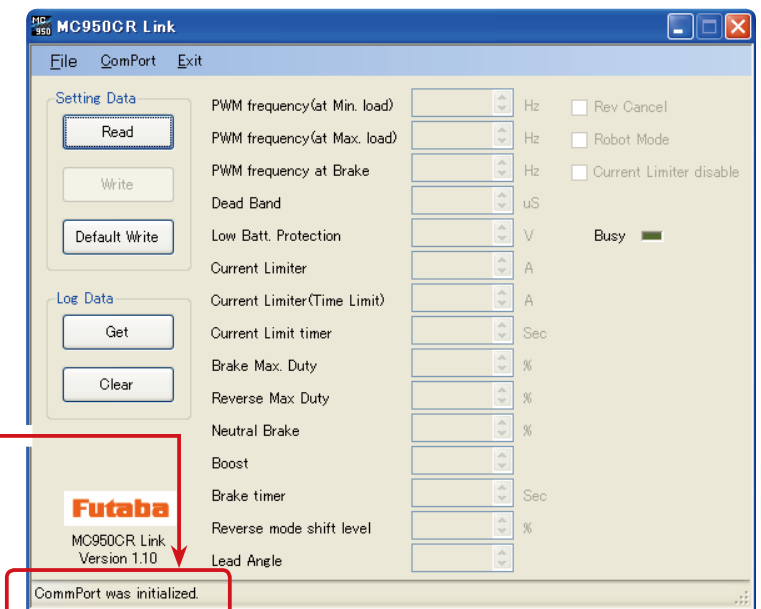 MC
950 MC950CR Link
File ComPort Exit
Setting Data
Read
Write
Default Write
Log Data
Get
Clear
Futaba
MC950CR Link
Version 1.10
PWM frequency(at Min. load) Hz
PWM frequency(at Max. load) Hz
PWM frequency at Brake Hz
Dead Band uS
Low Batt. Protection V
Current Limiter A
Current Limiter(Time Limit) A
Current Limit timer Sec
Brake Max. Duty %
Reverse Max Duty %
Neutral Brake %
Boost
Brake timer Sec
Reverse mode shift level %
Lead Angle
Rev Cancel
Robot Mode
Current Limiter disable
Busy
CommPort was initialized.